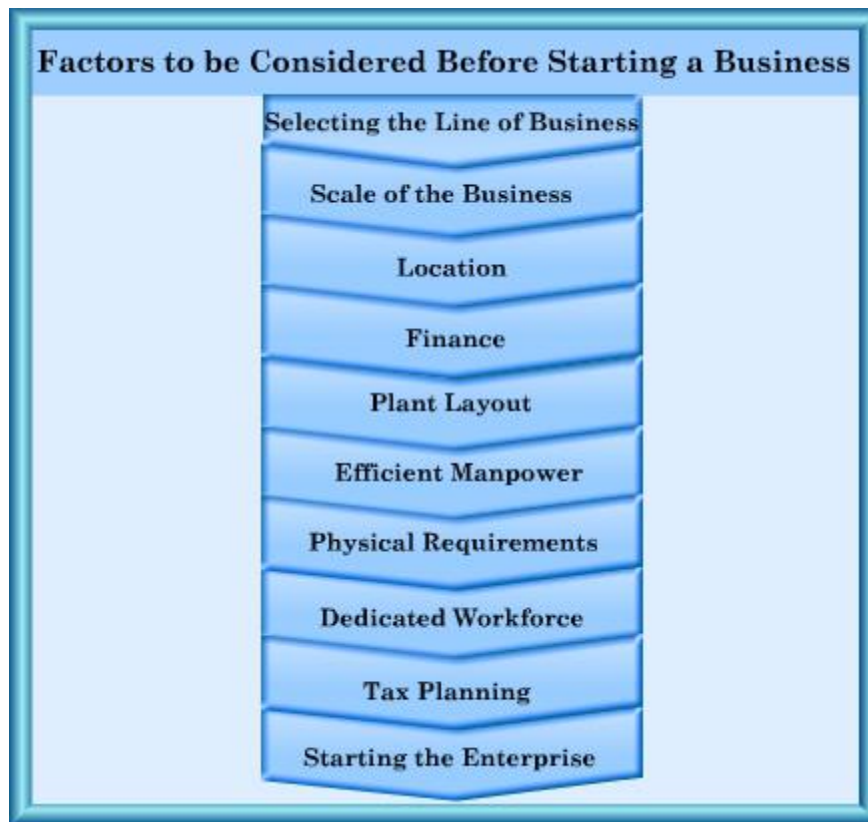 Factors to be Considered Before Starting a Business
Selecting the Line of Business
Scale of the Business
Location
Finance
Plant Layout
Efficient Manpower
Physical Requirements
Dedicated Workforce
Tax Planning
Starting the Enterprise